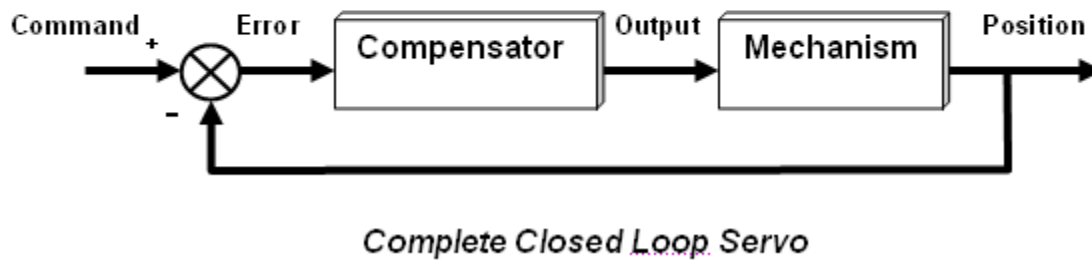 Command
+
Error
Compensator
Output
Mechanism
Position
-
Complete Closed Loop Servo